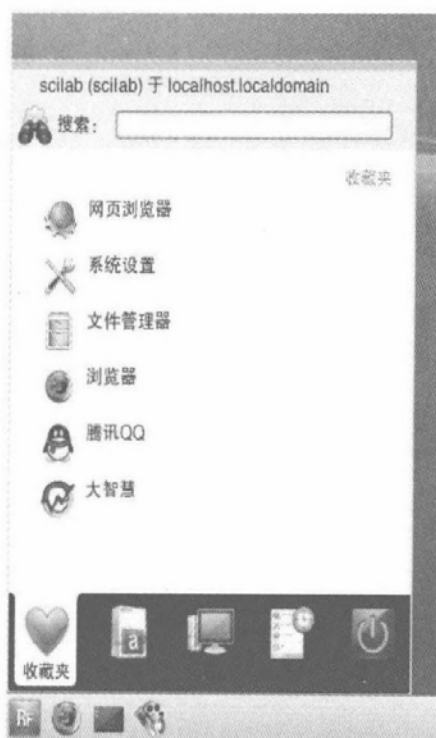 scilab (scilab) 于 localhost.localdomain
搜索：
收藏夹
网页浏览器
系统设置
文件管理器
浏览器
腾讯QQ
大智慧
a
收藏夹
RF